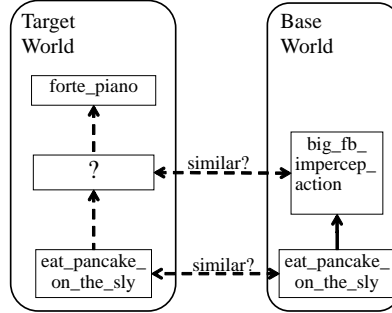 Target
World
forte_piano
?
eat_pancake_
on_the_sly
similar?
similar?
Base
World
big_fb_
impercep_
action
eat_pancake_
on_the_sly